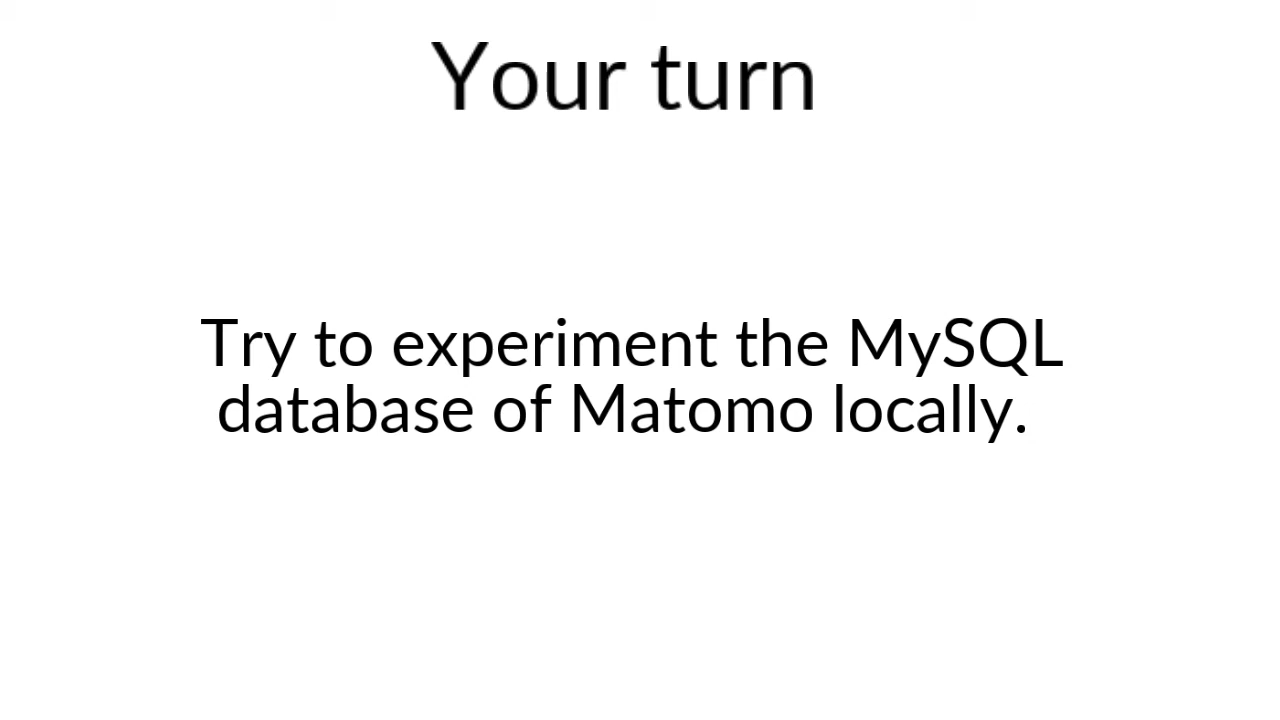 Your turn
Try to experiment the MySQL
database of Matomo locally.